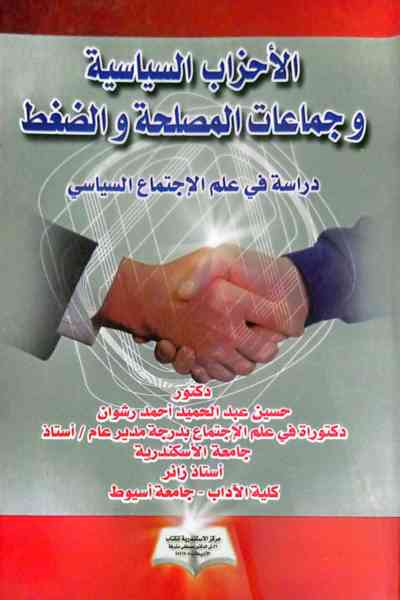 الأحزاب السياسية
وجماعات المصلحة والضغط
دراسة في علم الإجتماع السياسي
دكتور
حسين عبد الحميد أحمد رشوان
دكتوراة في علم الإجتماع بدرجة مدير عام / أستاذ
جامعة الأسكندرية
أستاذ زائر
كلية الآداب - جامعة أسيوط
مركز الاسكندرية للكتاب